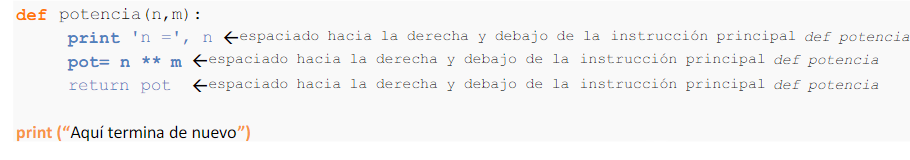 def potencia(n,m):
print 'n =', n ←espaciado hacia la derecha y debajo de la instrucción principal def potencia
pot= n ** m ←espaciado hacia la derecha y debajo de la instrucción principal def potencia
return pot ←espaciado hacia la derecha y debajo de la instrucción principal def potencia
print (“Aquí termina de nuevo”)